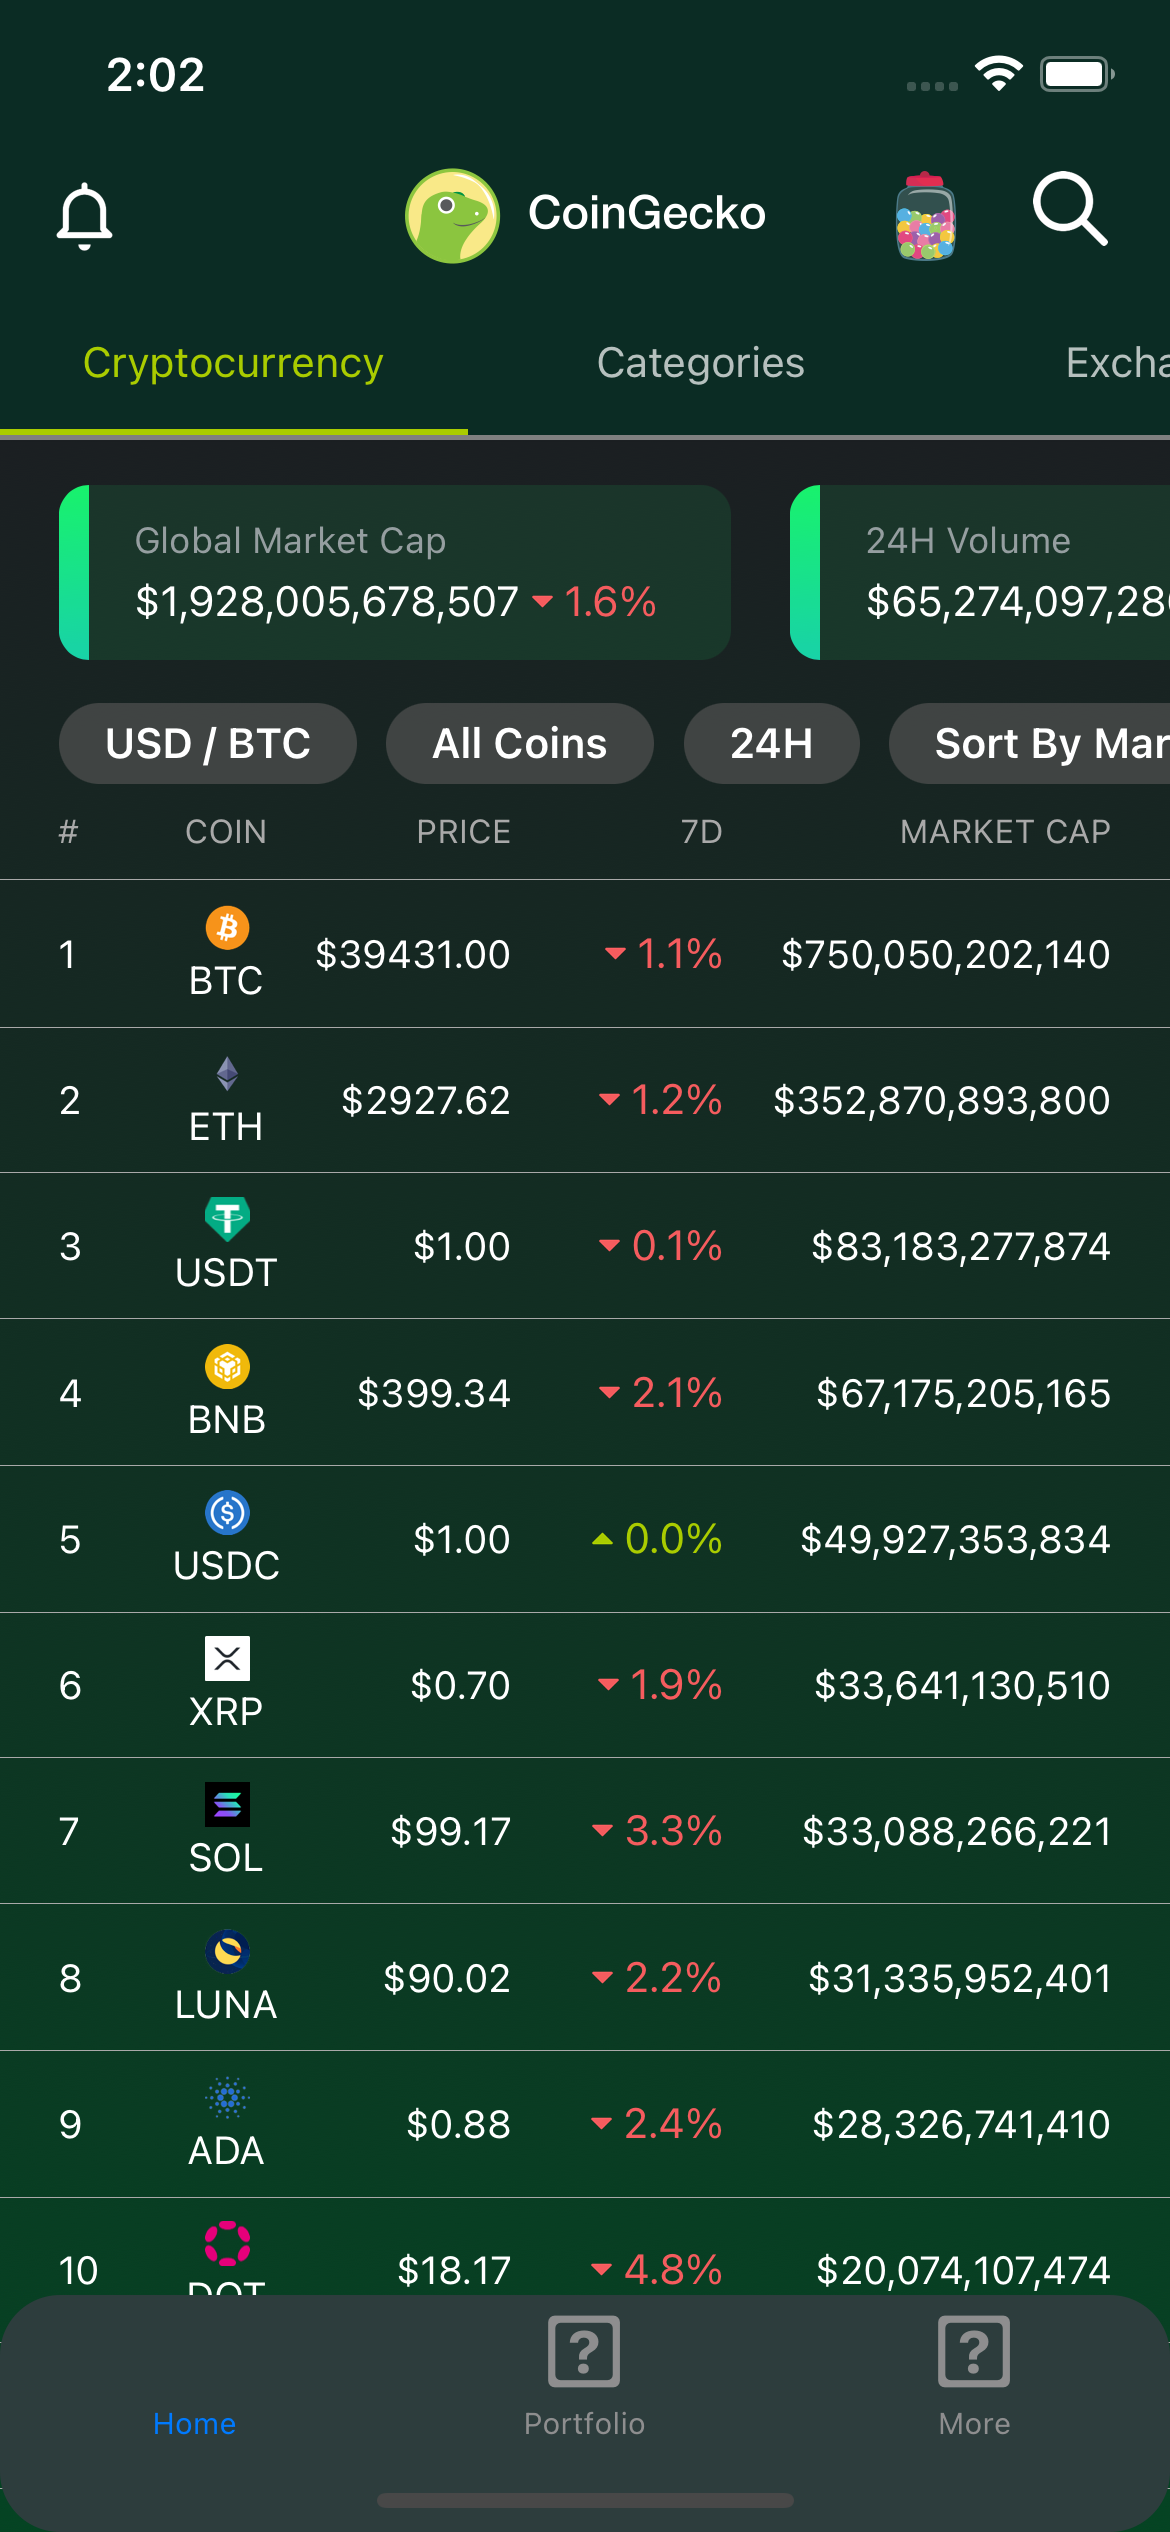 2:02
CoinGecko
Cryptocurrency Categories Excha
Global Market Cap 24H Volume
$1,928,005,678,507 1.6% $65,274,097,28
USD / BTC All Coins 24H Sort By Mar
# COIN PRICE 7D MARKET CAP
1 BTC $39431.00 1.1% $750,050,202,140
2 ETH $2927.62 1.2% $352,870,893,800
3 USDT $1.00 0.1% $83,183,277,874
4 BNB $399.34 2.1% $67,175,205,165
5 USDC $1.00 0.0% $49,927,353,834
6 XRP $0.70 1.9% $33,641,130,510
7 SOL $99.17 3.3% $33,088,266,221
8 LUNA $90.02 2.2% $31,335,952,401
9 ADA $0.88 2.4% $28,326,741,410
10 DOT $18.17 4.8% $20,074,107,474
? ?
Home Portfolio More